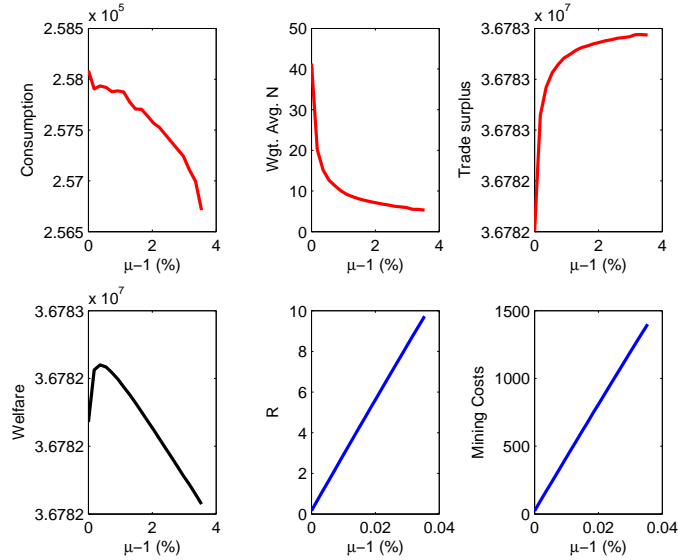 x 10^5
2.585
2.58
2.575
2.57
2.565
Consumption
0 2 4
μ−1 (%)
50
40
30
20
10
0
Wgt. Avg. N
0 2 4
μ−1 (%)
x 10^7
3.6783
3.6783
3.6783
3.6782
3.6782
Trade surplus
0 2 4
μ−1 (%)
x 10^7
3.6783
3.6782
3.6782
3.6782
Welfare
0 2 4
μ−1 (%)
10
8
6
4
2
0
R
0 0.02 0.04
μ−1 (%)
1500
1000
500
0
Mining Costs
0 0.02 0.04
μ−1 (%)